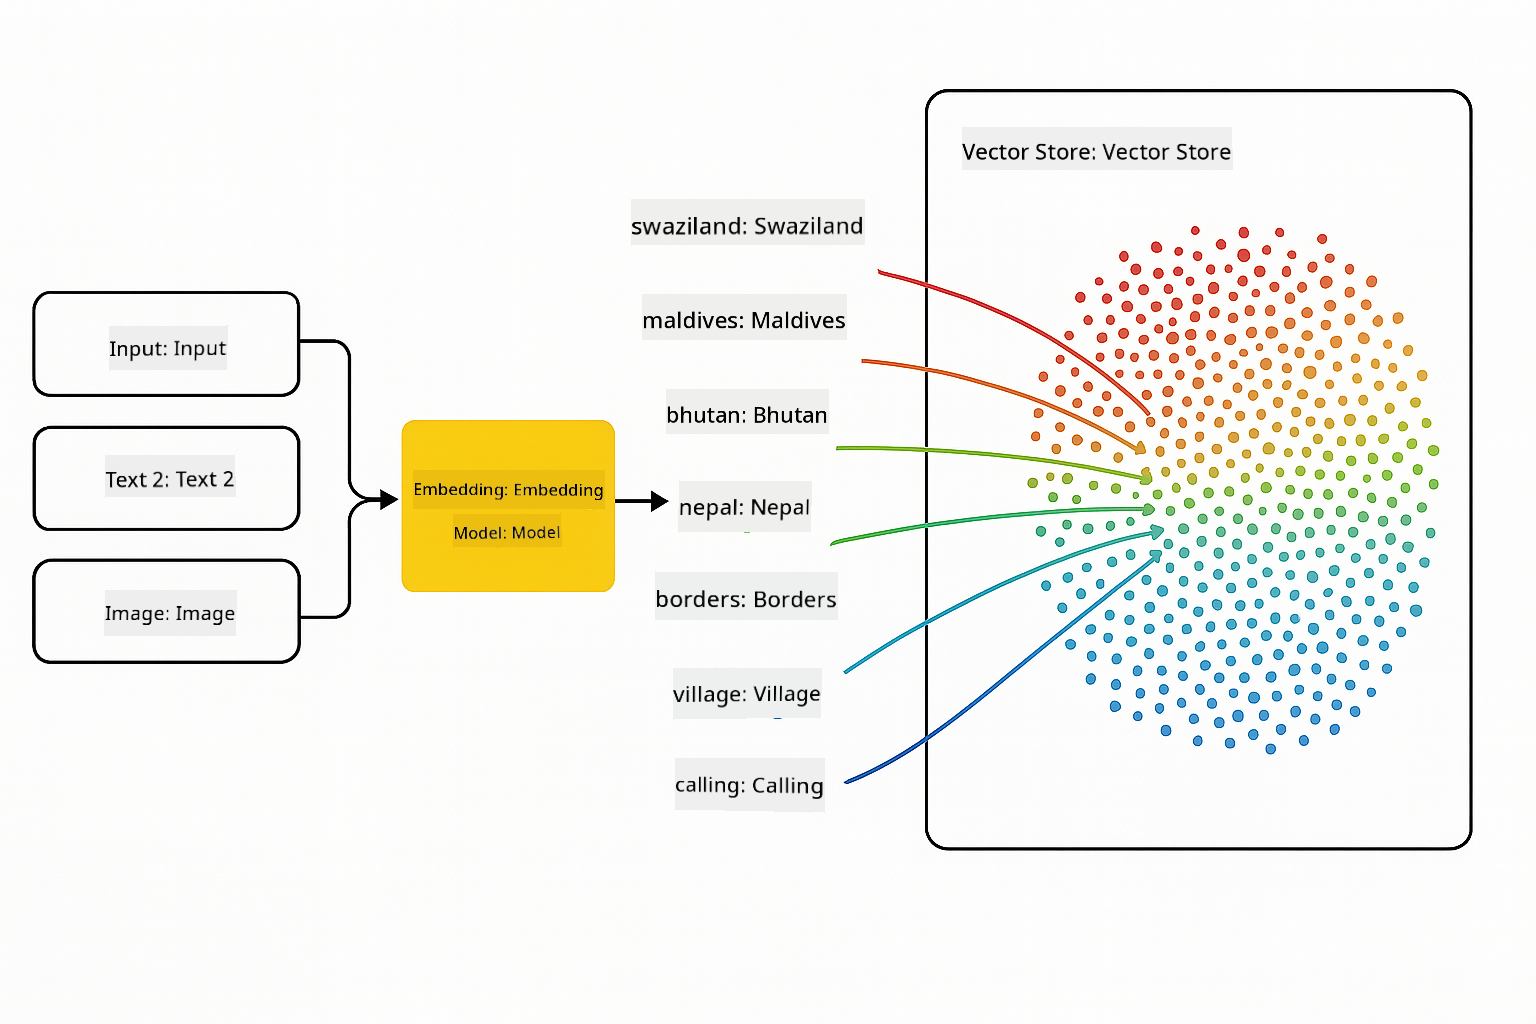 Input: Input
Text 2: Text 2
Image: Image
Embedding: Embedding
Model: Model
swaziland: Swaziland
maldives: Maldives
bhutan: Bhutan
nepal: Nepal
borders: Borders
village: Village
calling: Calling
Vector Store: Vector Store